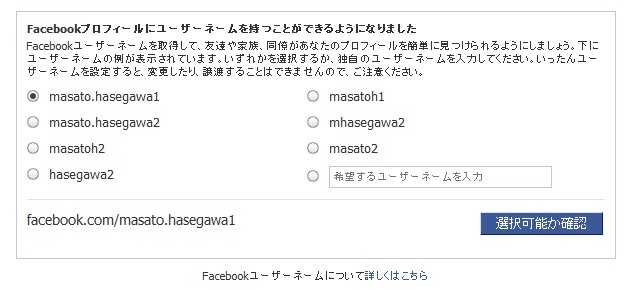 Facebookプロフィールにユーザーネームを持つことができるようになりました
Facebookユーザーネームを取得して、友達や家族、同僚があなたのプロフィールを簡単に見つけられるようにしましょう。下に
ユーザーネームの例が表示されています。いずれかを選択するか、独自のユーザーネームを入力してください。いったんユー
ザーネームを設定すると、変更したり、譲渡することはできませんので、ご注意ください。
masato.hasegawa1 masatoh1
masato.hasegawa2 mhasegawa2
masatoh2 masato2
hasegawa2 希望するユーザーネームを入力
facebook.com/masato.hasegawa1 選択可能か確認
Facebookユーザーネームについて詳しくはこちら